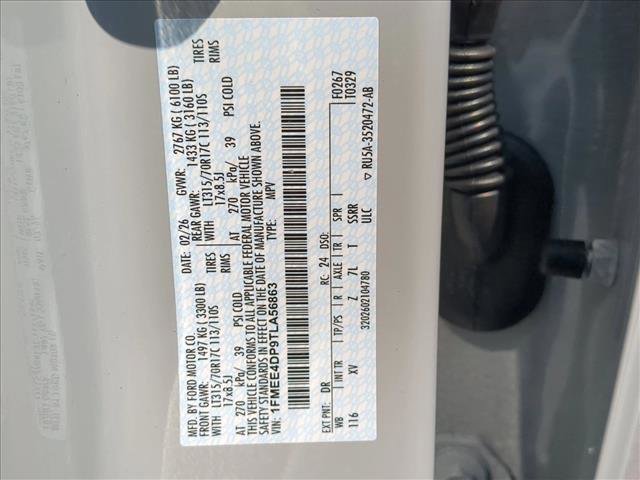 MFD. BY FORD MOTOR CO. DATE: 02/26 GVWR: 2767 KG ( 6100 LB)
FRONT GAWR: 1497 KG ( 3300 LB) REAR GAWR: 1433 KG ( 3160 LB)
WITH LT315/70R17C 113/110S TIRES WITH LT315/70R17C 113/110S TIRES
17x8.5J RIMS 17x8.5J RIMS
AT 270 kPa/ 39 PSI COLD AT 270 kPa/ 39 PSI COLD
THIS VEHICLE CONFORMS TO ALL APPLICABLE FEDERAL MOTOR VEHICLE
SAFETY STANDARDS IN EFFECT ON THE DATE OF MANUFACTURE SHOWN ABOVE.
VIN: 1FMEE4DP9TLA56863 TYPE: MPV
F0267
T0329
EXT PNT: DR RC: 24 DSO:
WB INT TR TP/PS R AXLE TR SPR
116 XV Z 7L T SSRR
ULC
3202602104780 ▽ RU5A-3520472-AB